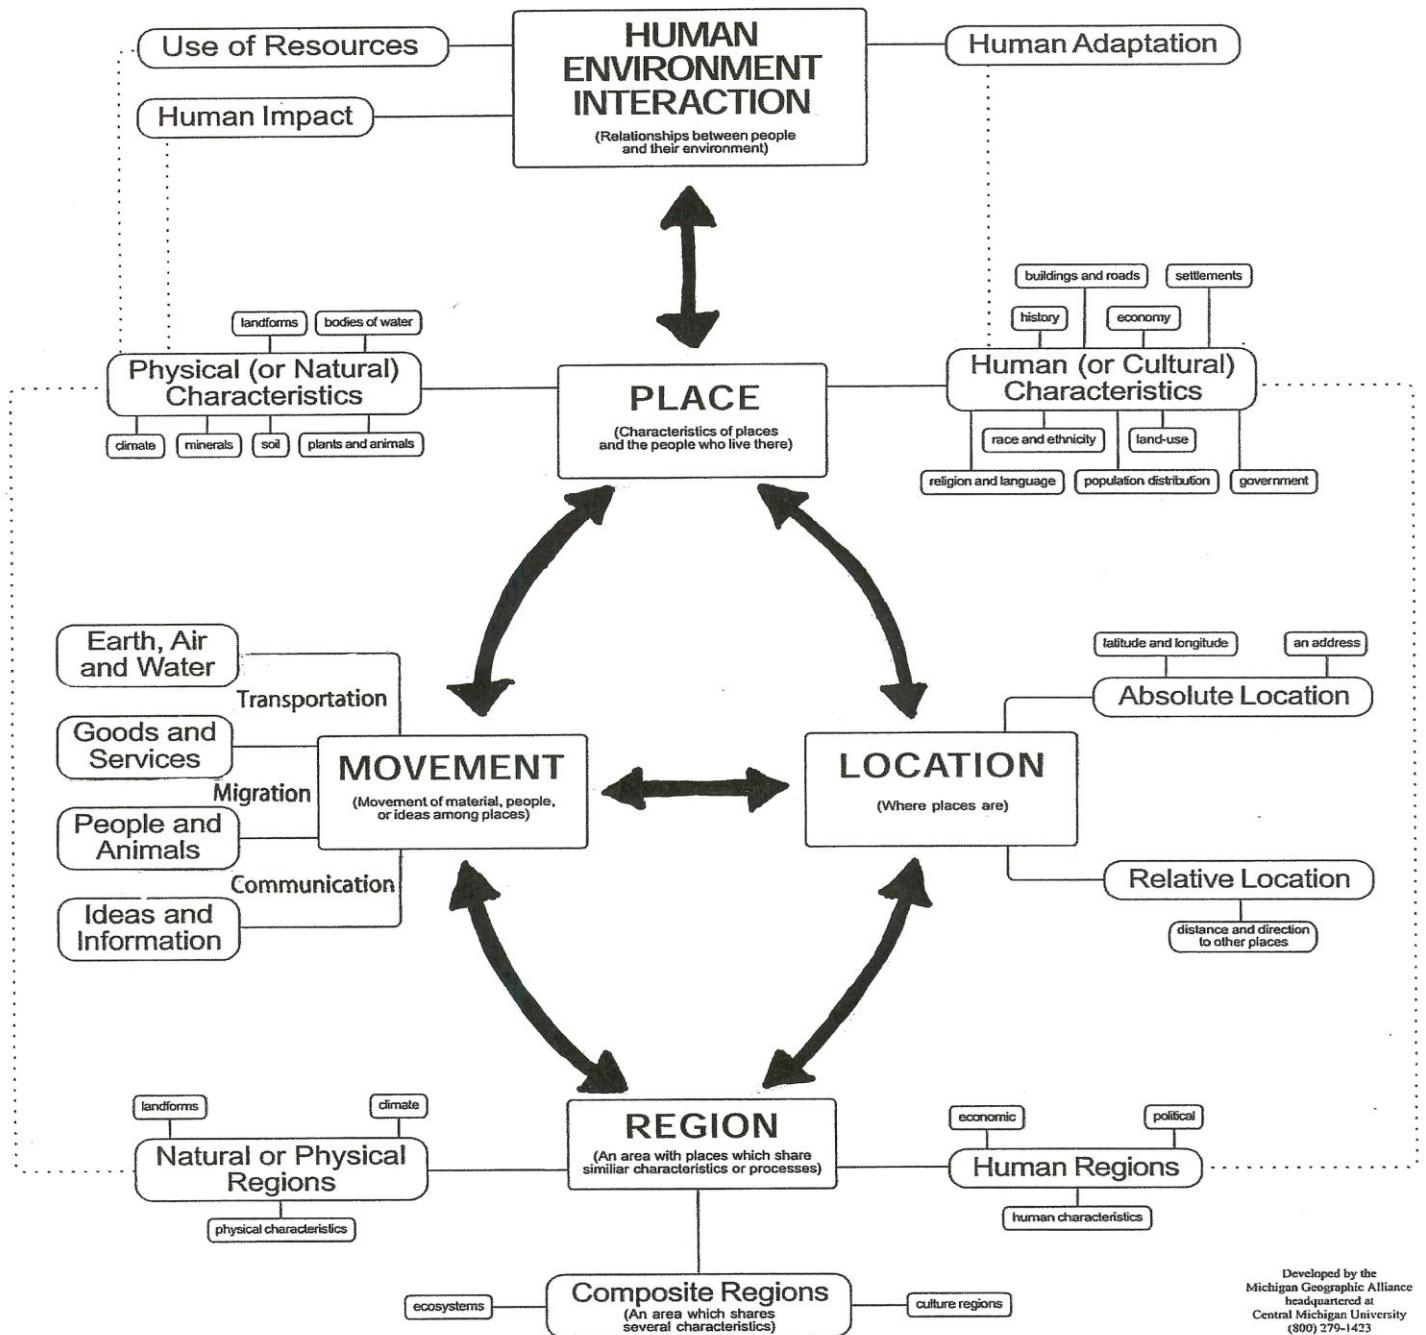 Use of Resources
HUMAN
ENVIRONMENT
INTERACTION
(Relationships between people
and their environment)
Human Adaptation
Human Impact
landforms
bodies of water
Physical (or Natural)
Characteristics
climate
minerals
soil
plants and animals
PLACE
(Characteristics of places
and the people who live there)
buildings and roads
settlements
history
economy
Human (or Cultural)
Characteristics
race and ethnicity
land-use
religion and language
population distribution
government
Earth, Air
and Water
Transportation
Goods and
Services
Migration
People and
Animals
Communication
Ideas and
Information
MOVEMENT
(Movement of material, people,
or ideas among places)
LOCATION
(Where places are)
latitude and longitude
an address
Absolute Location
Relative Location
distance and direction
to other places
landforms
climate
Natural or Physical
Regions
physical characteristics
REGION
(An area with places which share
similiar characteristics or processes)
economic
political
Human Regions
human characteristics
ecosystems
Composite Regions
(An area which shares
several characteristics)
culture regions
Developed by the
Michigan Geographic Alliance
headquartered at
Central Michigan University
(800) 279-1423